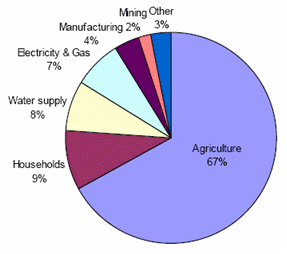 Mining
2%
Other
3%
Manufacturing
4%
Electricity & Gas
7%
Water supply
8%
Households
9%
Agriculture
67%